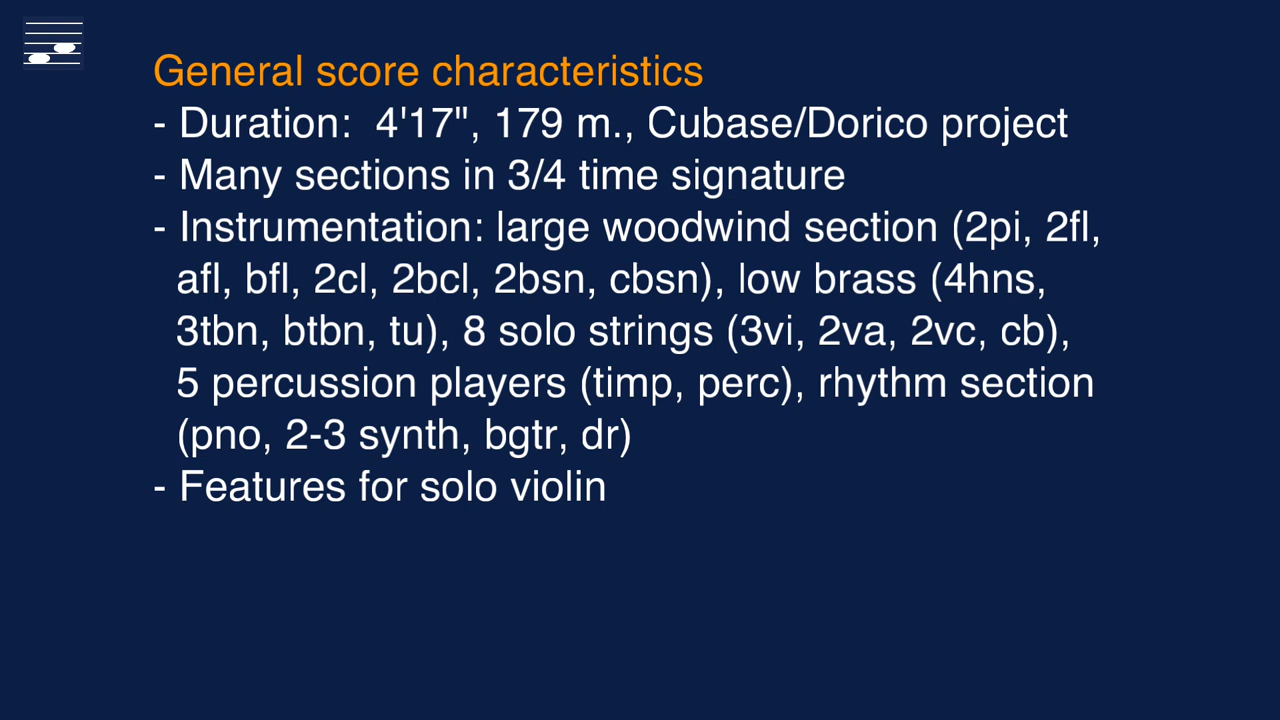 General score characteristics
- Duration:  4'17", 179 m., Cubase/Dorico project
- Many sections in 3/4 time signature
- Instrumentation: large woodwind section (2pi, 2fl,
afl, bfl, 2cl, 2bcl, 2bsn, cbsn), low brass (4hns,
3tbn, btbn, tu), 8 solo strings (3vi, 2va, 2vc, cb),
5 percussion players (timp, perc), rhythm section
(pno, 2-3 synth, bgtr, dr)
- Features for solo violin